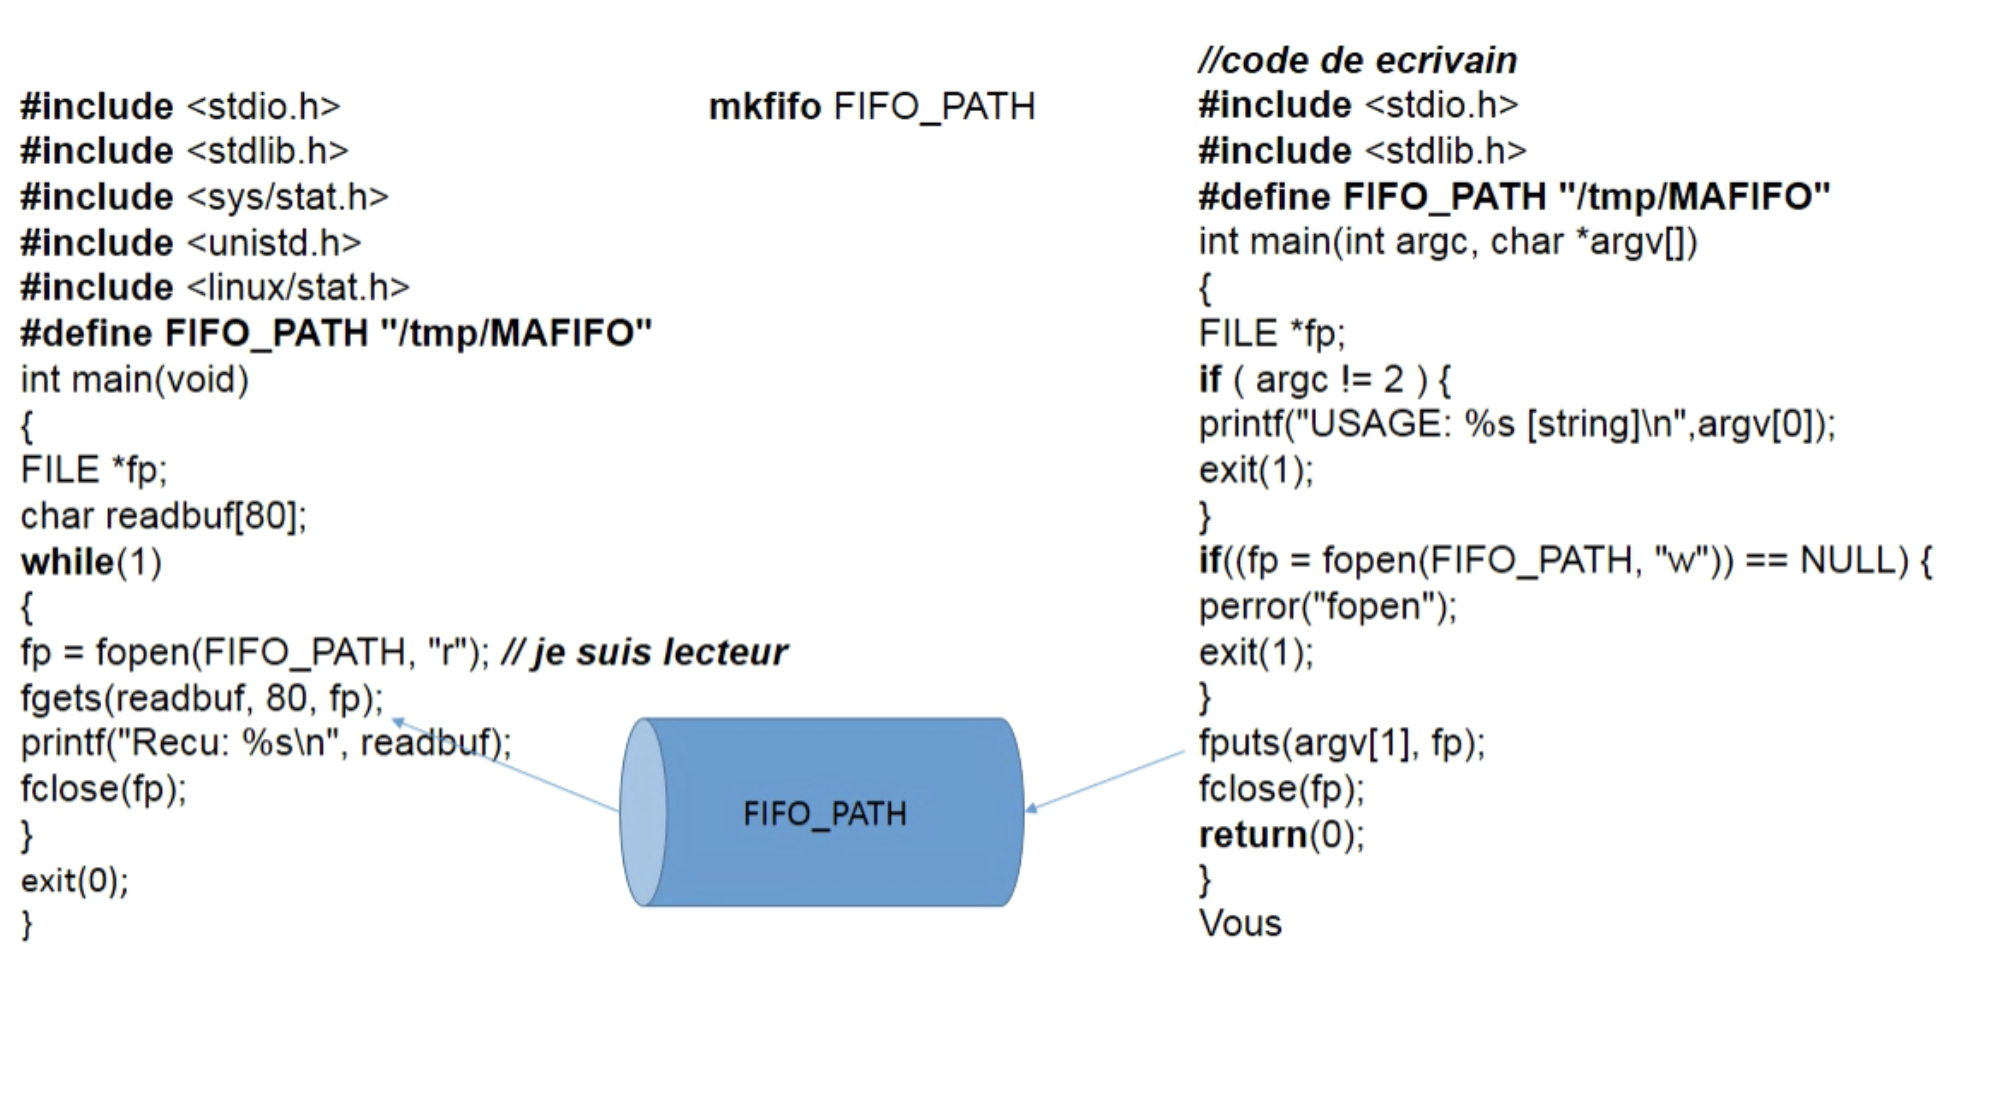 #include <stdio.h>
#include <stdlib.h>
#include <sys/stat.h>
#include <unistd.h>
#include <linux/stat.h>
#define FIFO_PATH "/tmp/MAFIFO"
int main(void)
{
FILE *fp;
char readbuf[80];
while(1)
{
fp = fopen(FIFO_PATH, "r"); // je suis lecteur
fgets(readbuf, 80, fp);
printf("Recu: %s\n", readbuf);
fclose(fp);
}
exit(0);
}
mkfifo FIFO_PATH
FIFO_PATH
//code de ecrivain
#include <stdio.h>
#include <stdlib.h>
#define FIFO_PATH "/tmp/MAFIFO"
int main(int argc, char *argv[])
{
FILE *fp;
if ( argc != 2 ) {
printf("USAGE: %s [string]\n",argv[0]);
exit(1);
}
if((fp = fopen(FIFO_PATH, "w")) == NULL) {
perror("fopen");
exit(1);
}
fputs(argv[1], fp);
fclose(fp);
return(0);
}
Vous